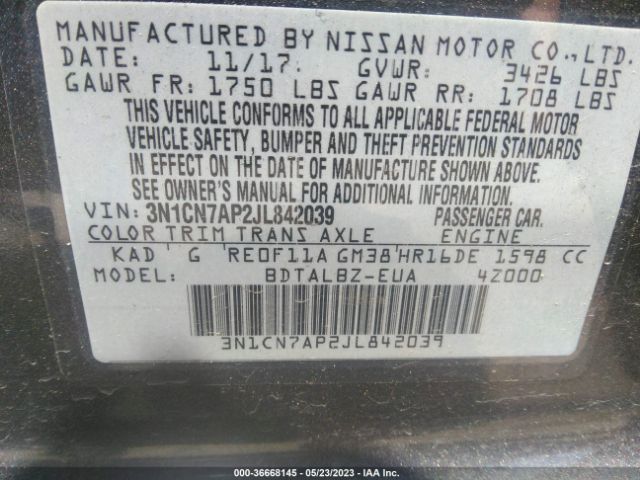 MANUFACTURED BY NISSAN MOTOR CO.,LTD.
DATE: 11/17. GVWR: 3426 LBS
GAWR FR: 1750 LBS GAWR RR: 1708 LBS
THIS VEHICLE CONFORMS TO ALL APPLICABLE FEDERAL MOTOR
VEHICLE SAFETY, BUMPER AND THEFT PREVENTION STANDARDS
IN EFFECT ON THE DATE OF MANUFACTURE SHOWN ABOVE.
SEE OWNER'S MANUAL FOR ADDITIONAL INFORMATION.
VIN: 3N1CN7AP2JL842039 PASSENGER CAR.
COLOR TRIM TRANS AXLE ENGINE
KAD G RE0F11A GM38 HR16DE 1598 CC
MODEL: BDTALBZ-EUA 4Z000
3N1CN7AP2JL842039
000-36668145 — 05/23/2023 — IAA Inc.